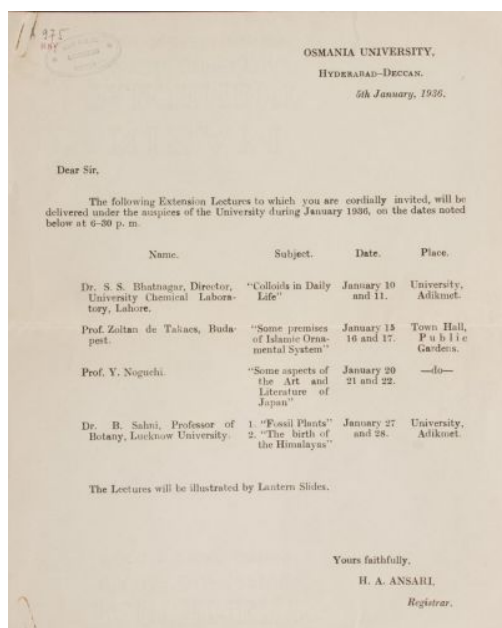 975
OSMANIA UNIVERSITY,
HYDERABAD-DECCAN.
5th January, 1936.
Dear Sir,
The following Extension Lectures to which you are cordially invited, will be
delivered under the auspices of the University during January 1936, on the dates noted
below at 6-30 p. m.
Name. Subject. Date. Place.
Dr. S. S. Bhatnagar, Director, "Colloids in Daily January 10 University,
University Chemical Labora- Life" and 11. Adikmet.
tory, Lahore.
Prof. Zoltan de Takacs, Buda- "Some premises January 15 Town Hall,
pest. of Islamic Orna- 16 and 17. Public
mental System" Gardens.
Prof. Y. Noguchi. "Some aspects of January 20 —do—
the Art and 21 and 22.
Literature of
Japan"
Dr. B. Sahni, Professor of 1. "Fossil Plants" January 27 University,
Botany, Lucknow University. 2. "The birth of and 28. Adikmet.
the Himalayas"
The Lectures will be illustrated by Lantern Slides.
Yours faithfully,
H. A. ANSARI,
Registrar.